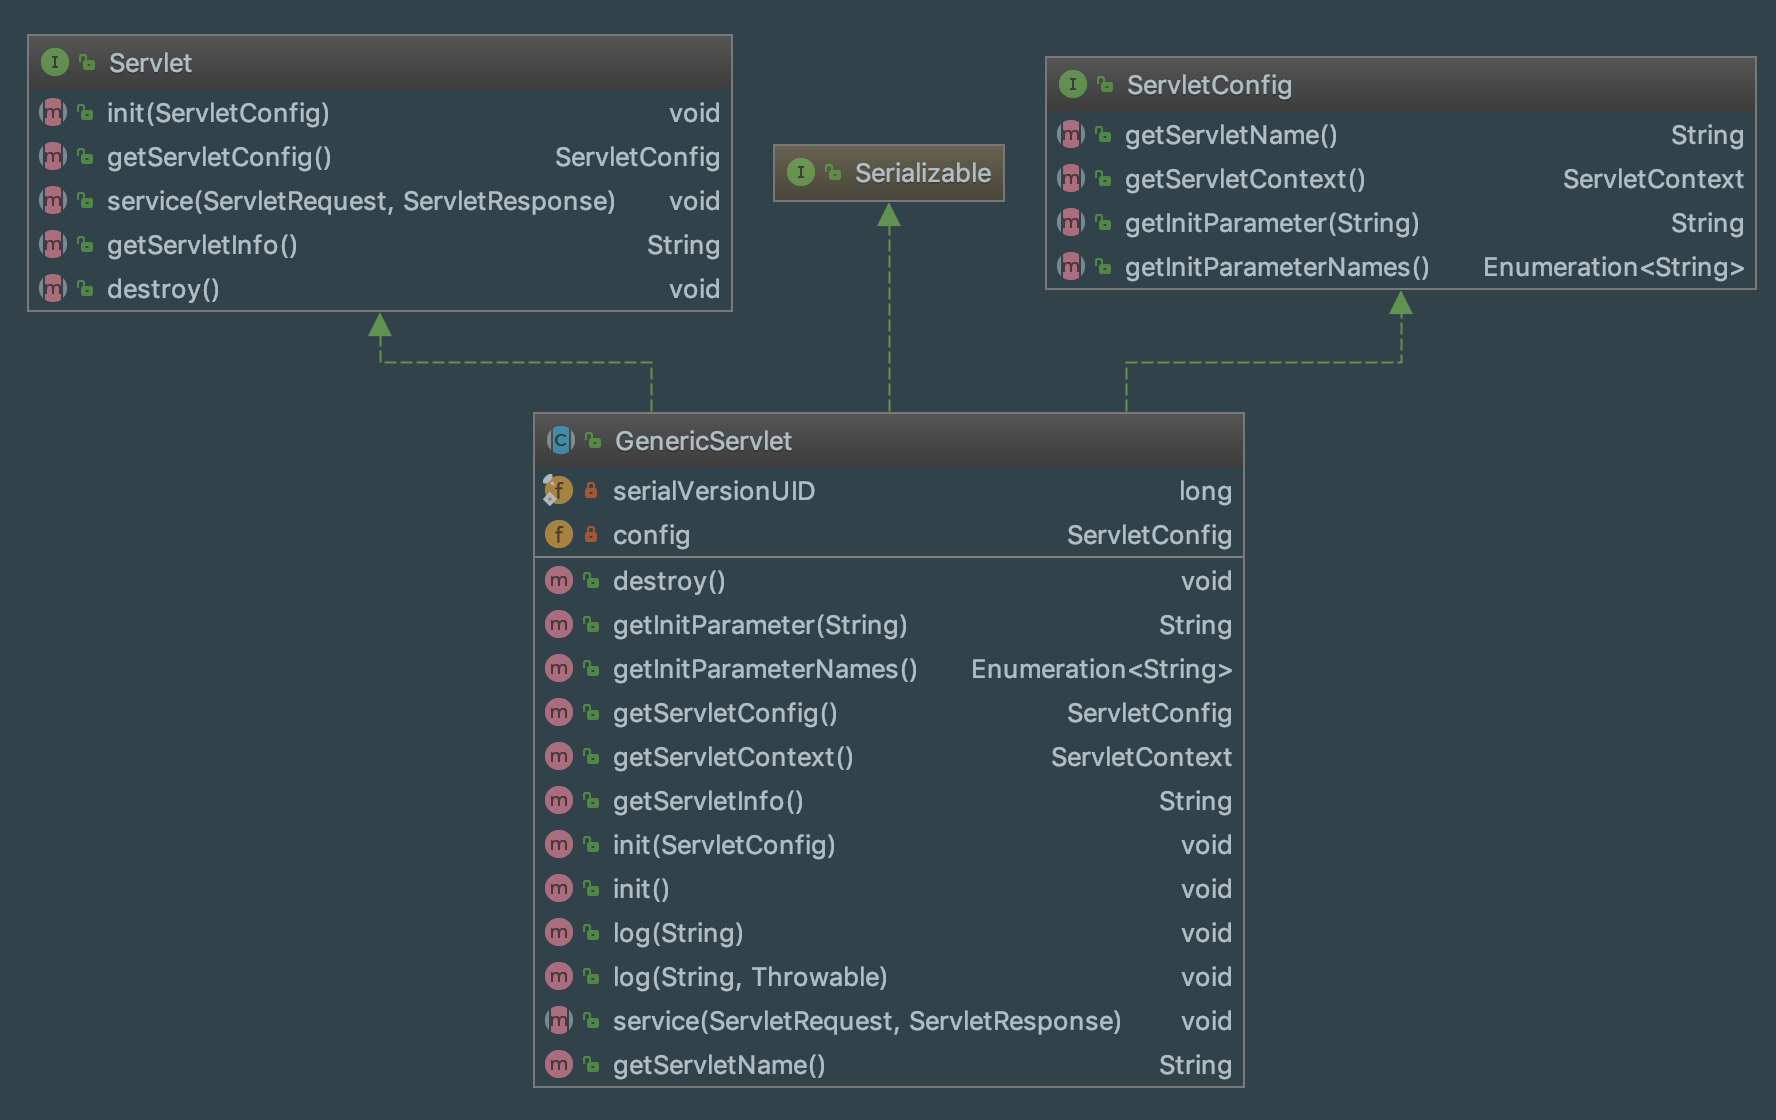 I Servlet
m init(ServletConfig) void
m getServletConfig() ServletConfig
m service(ServletRequest, ServletResponse) void
m getServletInfo() String
m destroy() void
I Serializable
I ServletConfig
m getServletName() String
m getServletContext() ServletContext
m getInitParameter(String) String
m getInitParameterNames() Enumeration<String>
C GenericServlet
f serialVersionUID long
f config ServletConfig
m destroy() void
m getInitParameter(String) String
m getInitParameterNames() Enumeration<String>
m getServletConfig() ServletConfig
m getServletContext() ServletContext
m getServletInfo() String
m init(ServletConfig) void
m init() void
m log(String) void
m log(String, Throwable) void
m service(ServletRequest, ServletResponse) void
m getServletName() String